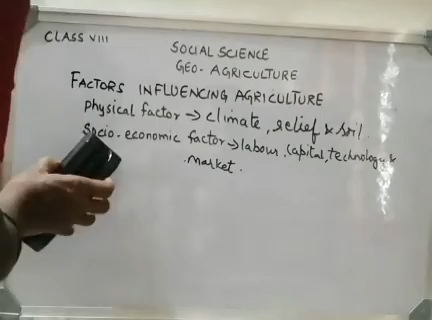 CLASS VIII
SOCIAL SCIENCE
GEO- AGRICULTURE
FACTORS INFLUENCING AGRICULTURE
Physical factor → climate, relief & soil.
Socio-economic factor → labour, capital, technology &
market.